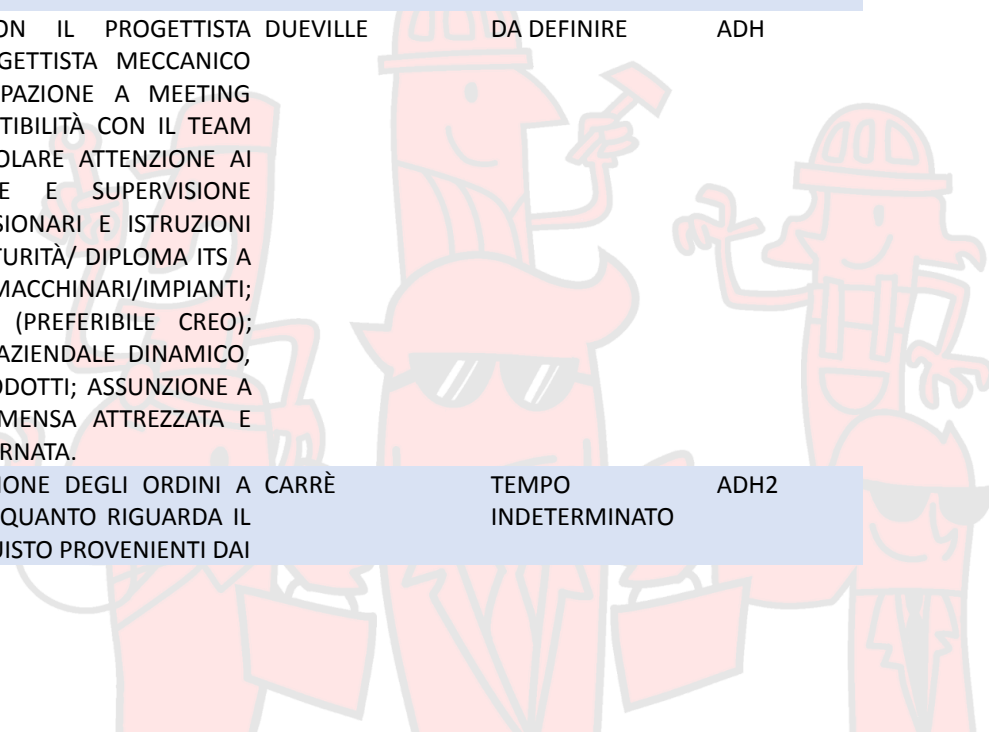 ON IL PROGETTISTA DUEVILLE DA DEFINIRE ADH
GETTISTA MECCANICO
PAZIONE A MEETING
TIBILITÀ CON IL TEAM
OLARE ATTENZIONE AI
E E SUPERVISIONE
SIONARI E ISTRUZIONI
TURITÀ/ DIPLOMA ITS A
MACCHINARI/IMPIANTI;
(PREFERIBILE CREO);
AZIENDALE DINAMICO,
ODOTTI; ASSUNZIONE A
MENSA ATTREZZATA E
RNATA.
IONE DEGLI ORDINI A CARRÈ TEMPO ADH2
QUANTO RIGUARDA IL INDETERMINATO
UISTO PROVENIENTI DAI